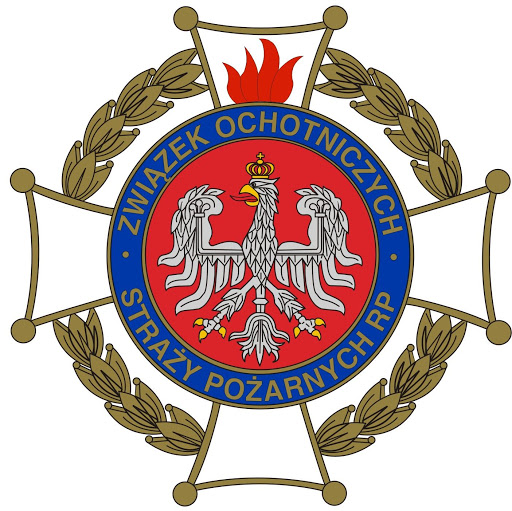 ZWIĄZEK OCHOTNICZYCH
STRAŻY POŻARNYCH RP